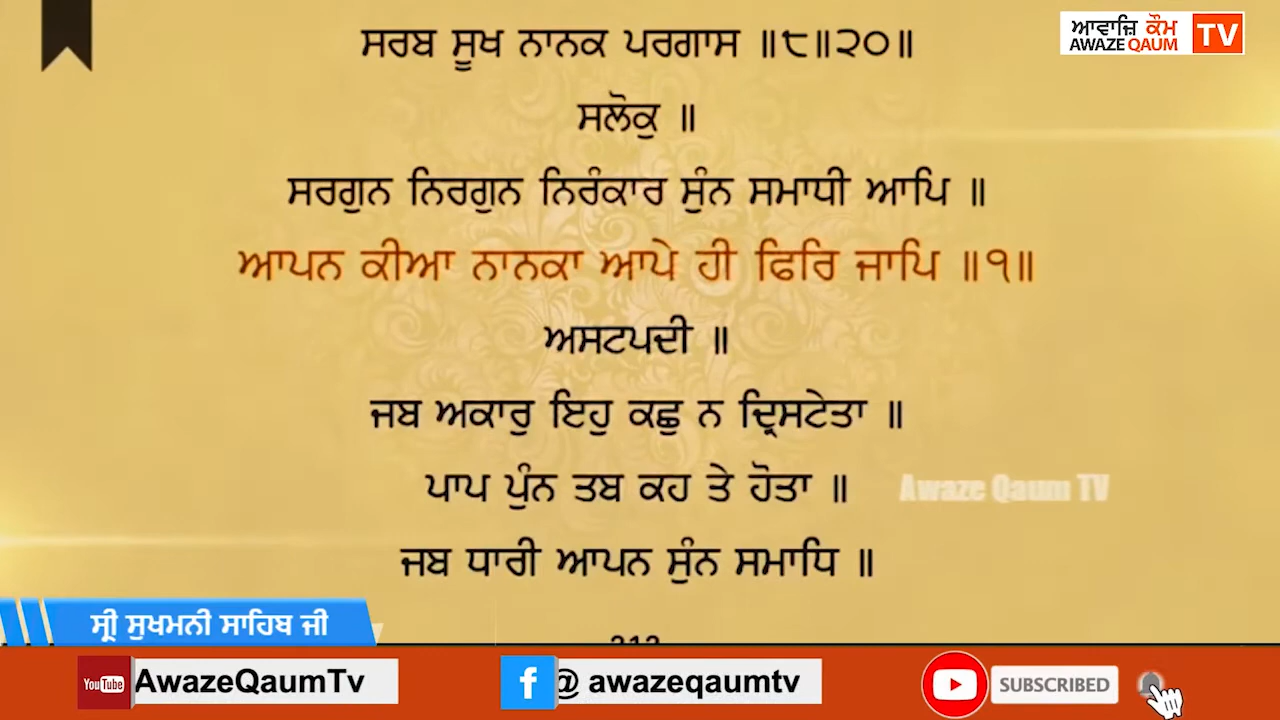 ਆਵਾਜ਼ਿ ਕੌਮ
AWAZE QAUM
TV
ਸਰਬ ਸੂਖ ਨਾਨਕ ਪਰਗਾਸ ॥੮॥੨੦॥
ਸਲੋਕੁ ॥
ਸਰਗੁਨ ਨਿਰਗੁਨ ਨਿਰੰਕਾਰ ਸੁੰਨ ਸਮਾਧੀ ਆਪਿ ॥
ਆਪਨ ਕੀਆ ਨਾਨਕਾ ਆਪੇ ਹੀ ਫਿਰਿ ਜਾਪਿ ॥੧॥
ਅਸਟਪਦੀ ॥
ਜਬ ਅਕਾਰੁ ਇਹੁ ਕਛੁ ਨ ਦ੍ਰਿਸਟੇਤਾ ॥
ਪਾਪ ਪੁੰਨ ਤਬ ਕਹ ਤੇ ਹੋਤਾ ॥
Awaze Qaum TV
ਜਬ ਧਾਰੀ ਆਪਨ ਸੁੰਨ ਸਮਾਧਿ ॥
ਸ੍ਰੀ ਸੁਖਮਨੀ ਸਾਹਿਬ ਜੀ
YouTube AwazeQaumTv
f @ awazeqaumtv
SUBSCRIBED